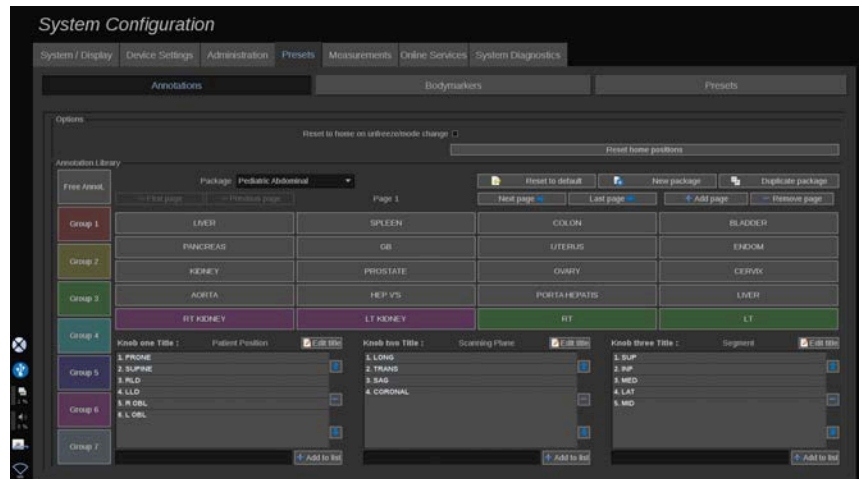 System Configuration
System / Display Device Settings Administration Presets Measurements Online Services System Diagnostics
Annotations Bodymarkers Presets
Options
Reset to home on unfreeze/mode change
Reset home positions
Annotation Library
Free Annot. Package Pediatric Abdominal Reset to default New package Duplicate package
First page Previous page Page 1 Next page Last page Add page Remove page
Group 1 LIVER SPLEEN COLON BLADDER
PANCREAS GB UTERUS ENDOM
Group 2
KIDNEY PROSTATE OVARY CERVIX
Group 3 AORTA HEP V'S PORTA HEPATIS LIVER
RT KIDNEY LT KIDNEY RT LT
Group 4
Knob one Title : Patient Position Edit title Knob two Title : Scanning Plane Edit title Knob three Title : Segment Edit title
1. PRONE 1. LONG 1. SUP
2. SUPINE 2. TRANS 2. INF
Group 5 3. RLD 3. SAG 3. MED
4. LLD 4. CORONAL 4. LAT
5. R OBL 5. MID
Group 6 6. L OBL
Group 7
Add to list Add to list Add to list